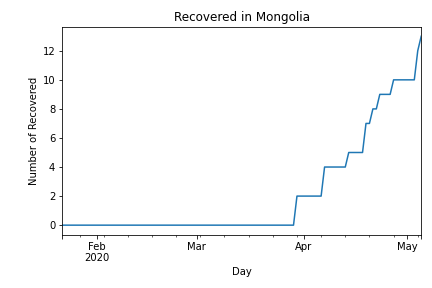 Recovered in Mongolia
Number of Recovered
12
10
8
6
4
2
0
Feb
2020
Mar
Apr
May
Day